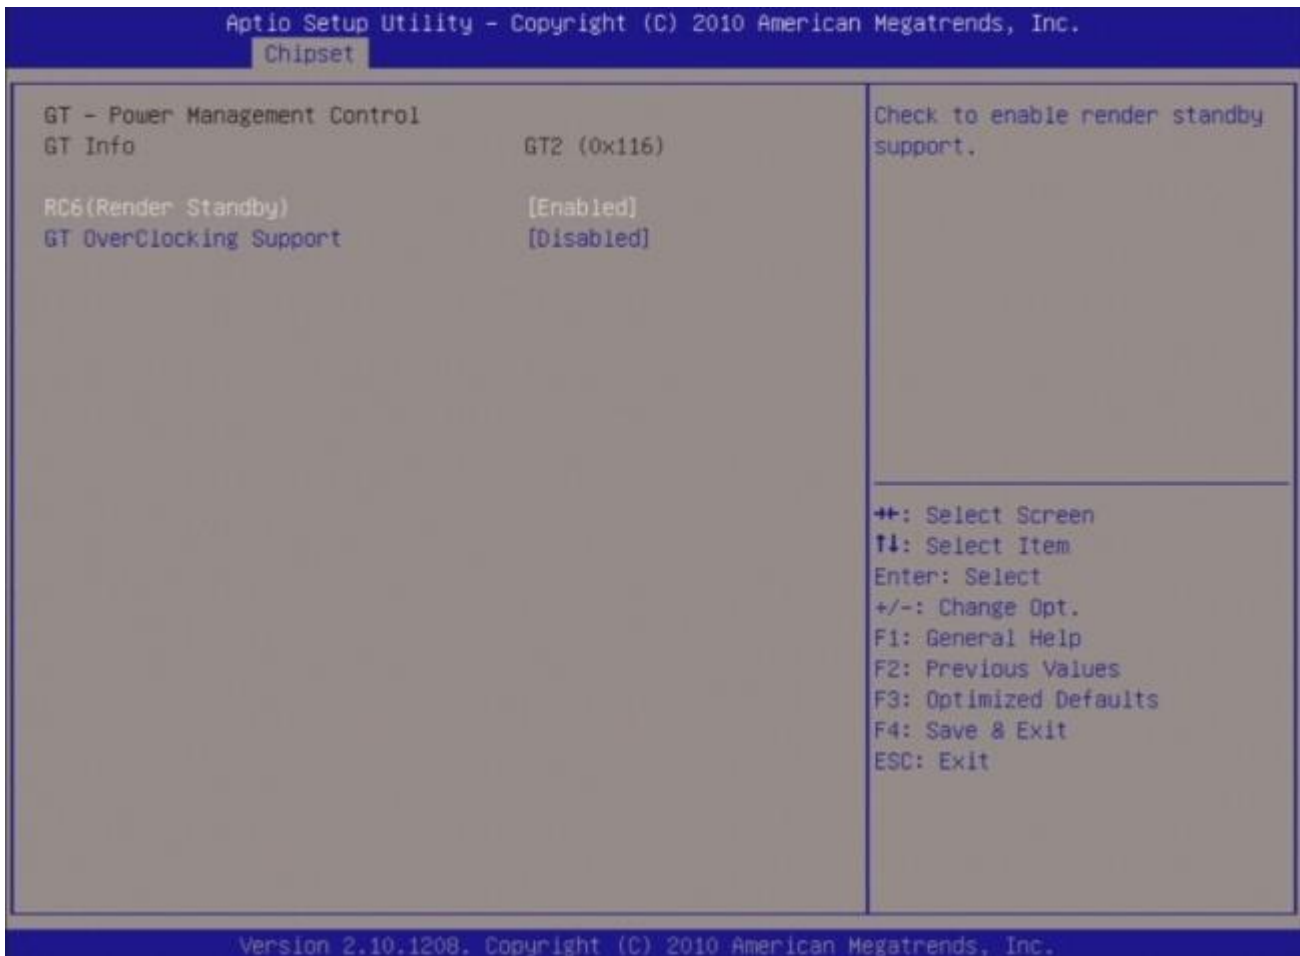 Aptio Setup Utility – Copyright (C) 2010 American Megatrends, Inc.
Chipset
GT – Power Management Control
GT Info GT2 (0x116)
RC6(Render Standby) [Enabled]
GT OverClocking Support [Disabled]
Check to enable render standby
support.
→←: Select Screen
↑↓: Select Item
Enter: Select
+/-: Change Opt.
F1: General Help
F2: Previous Values
F3: Optimized Defaults
F4: Save & Exit
ESC: Exit
Version 2.10.1208. Copyright (C) 2010 American Megatrends, Inc.